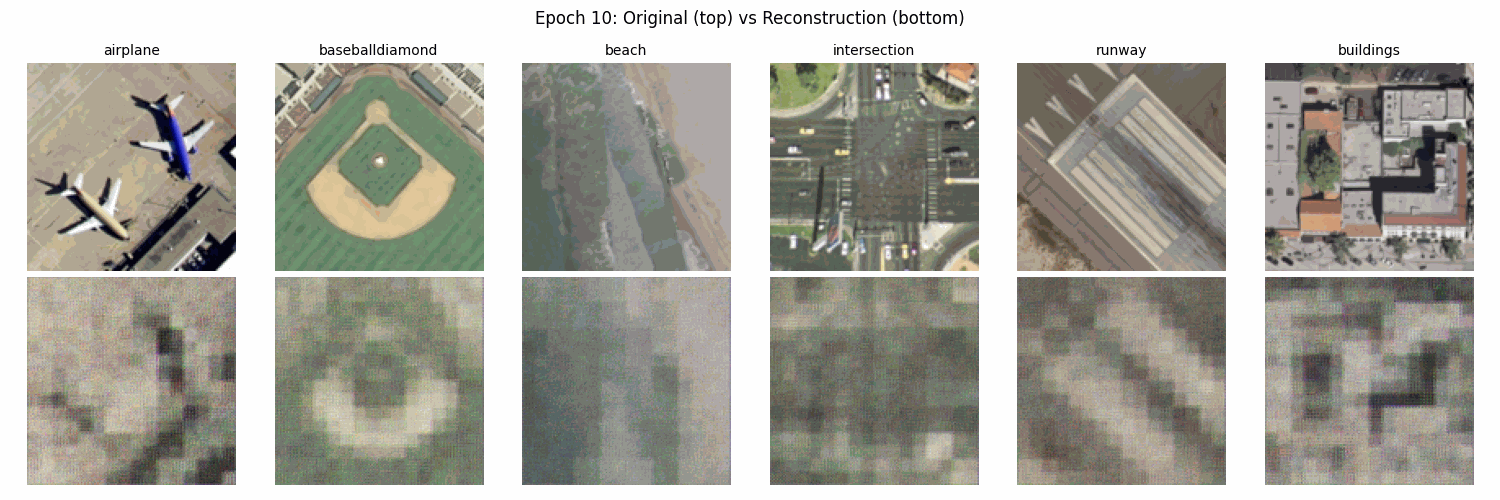 Epoch 10: Original (top) vs Reconstruction (bottom)
airplane
baseballdiamond
beach
intersection
runway
buildings